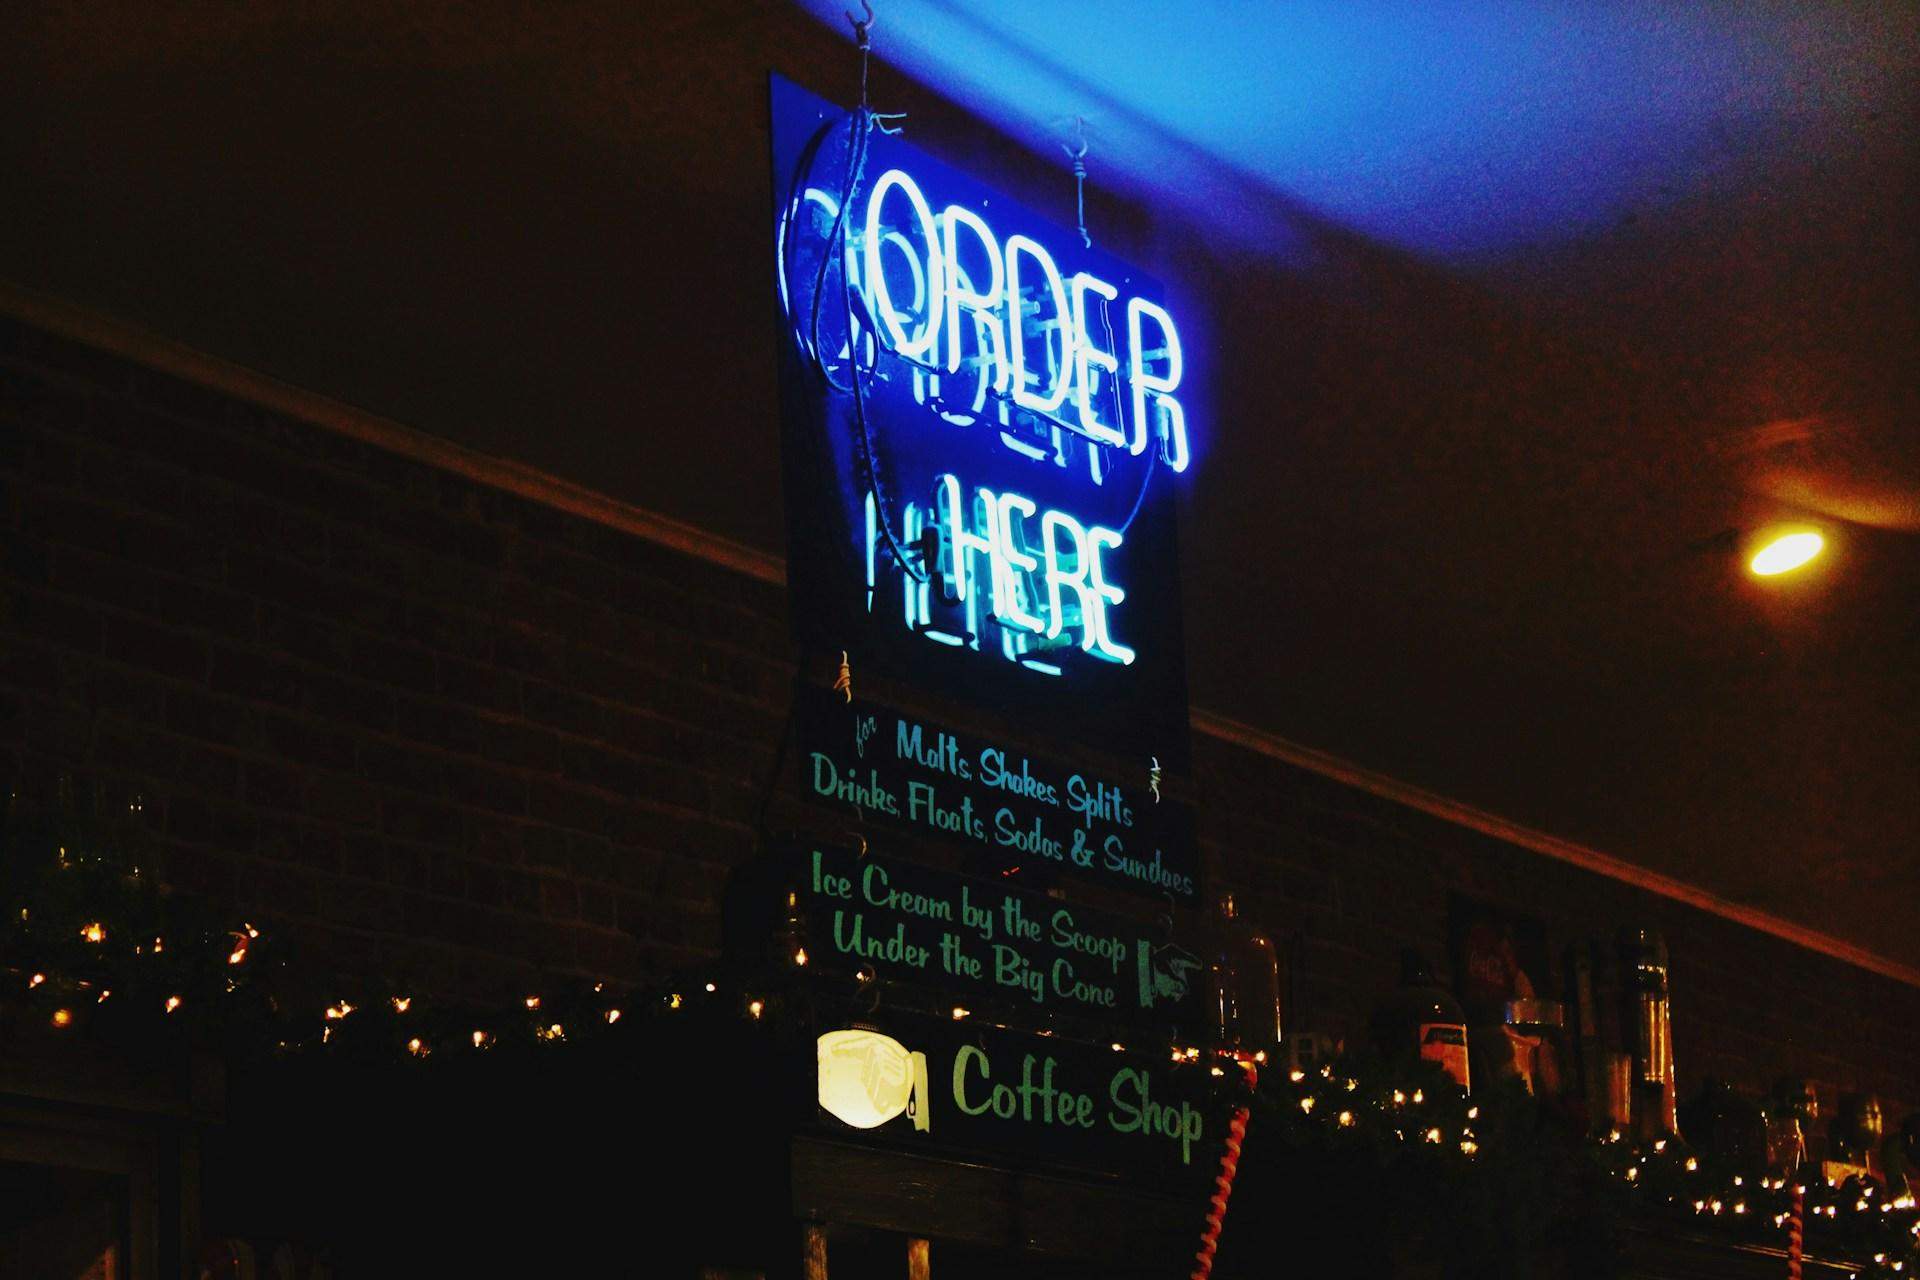 ORDER
HERE
for Malts, Shakes, Splits
Drinks, Floats, Sodas & Sundaes
Ice Cream by the Scoop
Under the Big Cone
Coffee Shop